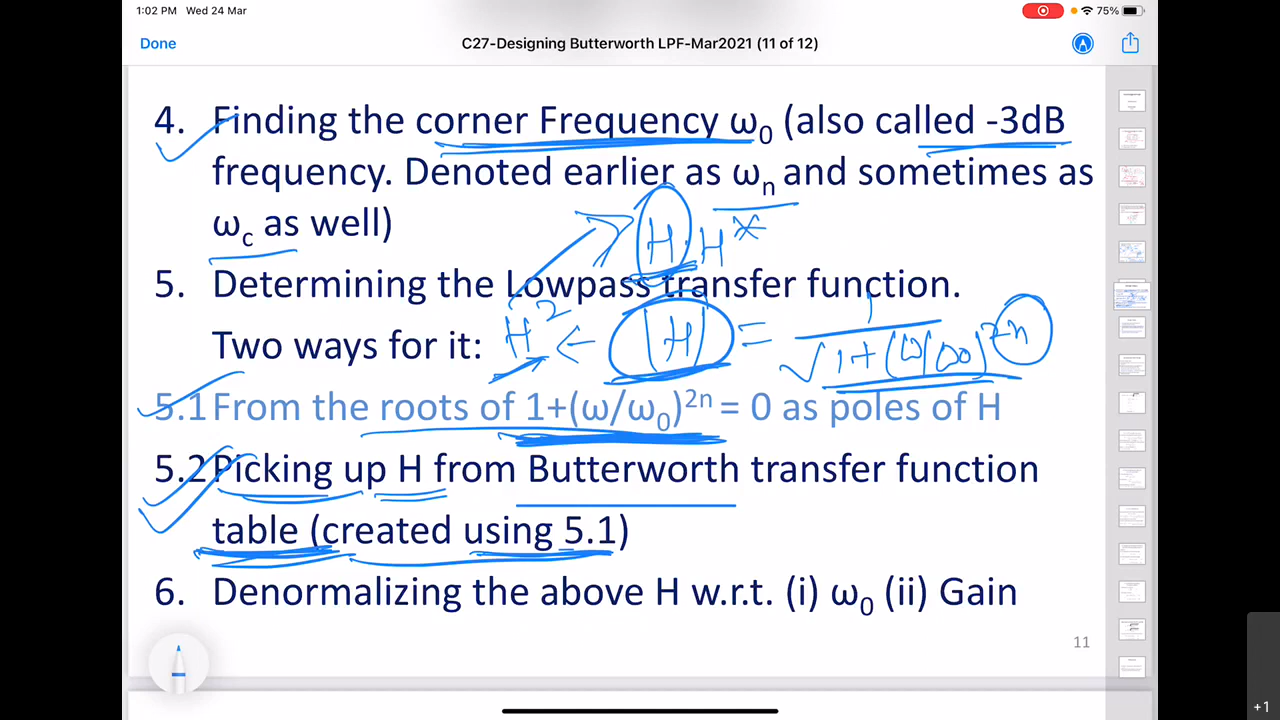 1:02 PM Wed 24 Mar
75%
Done
C27-Designing Butterworth LPF-Mar2021 (11 of 12)
4. Finding the corner Frequency ω₀ (also called -3dB
frequency. Denoted earlier as ωₙ and sometimes as
ω_c as well)
H.H*
5. Determining the Lowpass transfer function.
Two ways for it:
H² ← |H| = 1/√1+(ω/ω₀)²ⁿ
5.1 From the roots of 1+(ω/ω₀)²ⁿ = 0 as poles of H
5.2 Picking up H from Butterworth transfer function
table (created using 5.1)
6. Denormalizing the above H w.r.t. (i) ω₀ (ii) Gain
11
+1